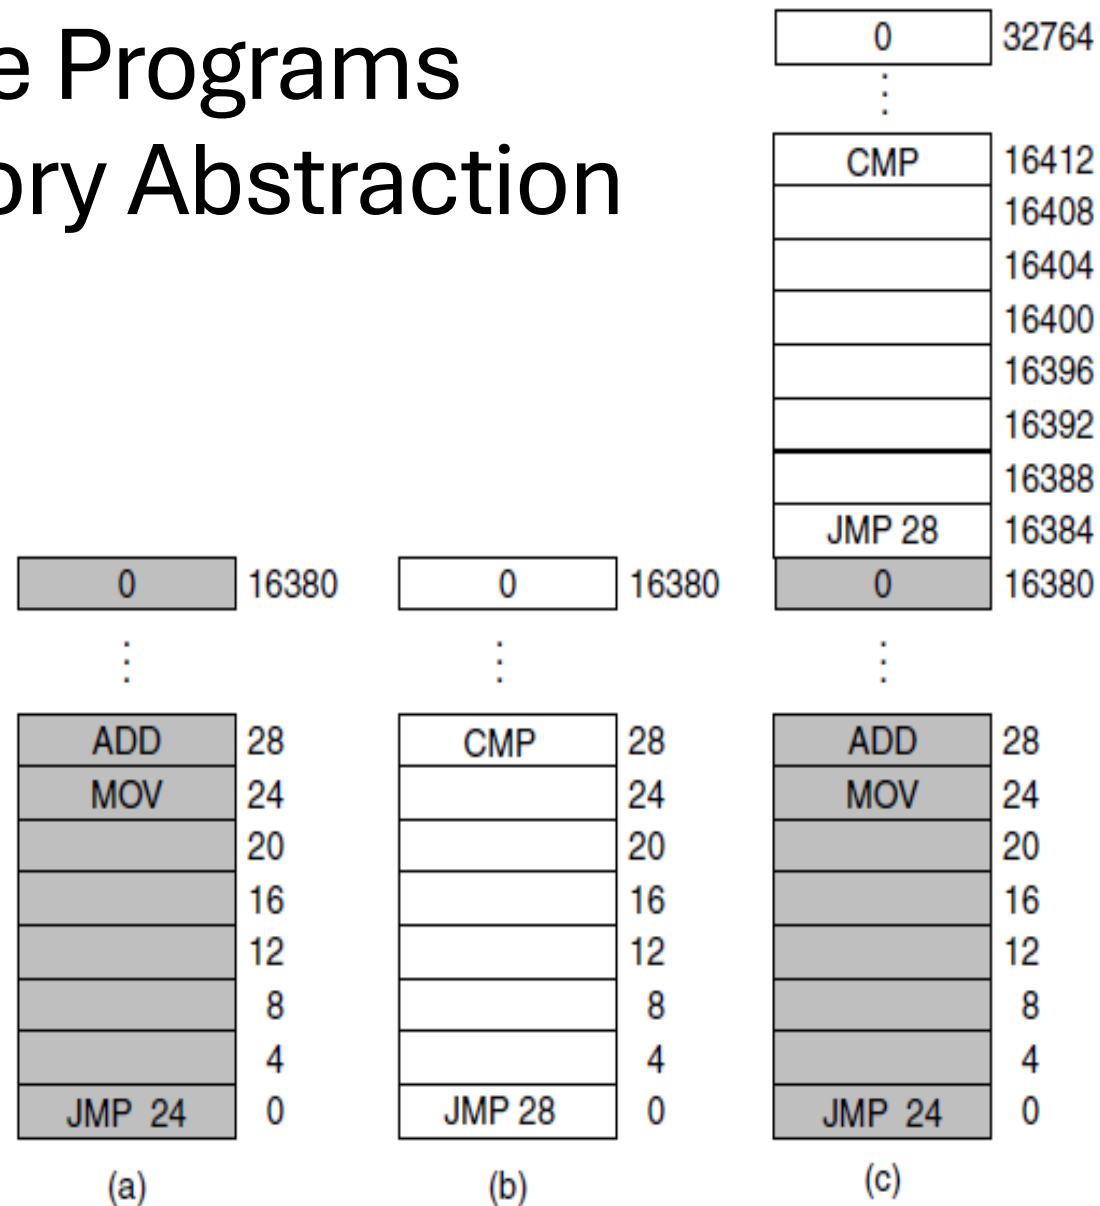 e Programs
ory Abstraction
0 32764
⋮
CMP 16412
16408
16404
16400
16396
16392
16388
JMP 28 16384
0 16380
⋮
ADD 28
MOV 24
20
16
12
8
4
JMP 24 0
(c)
0 16380
⋮
ADD 28
MOV 24
20
16
12
8
4
JMP 24 0
(a)
0 16380
⋮
CMP 28
24
20
16
12
8
4
JMP 28 0
(b)